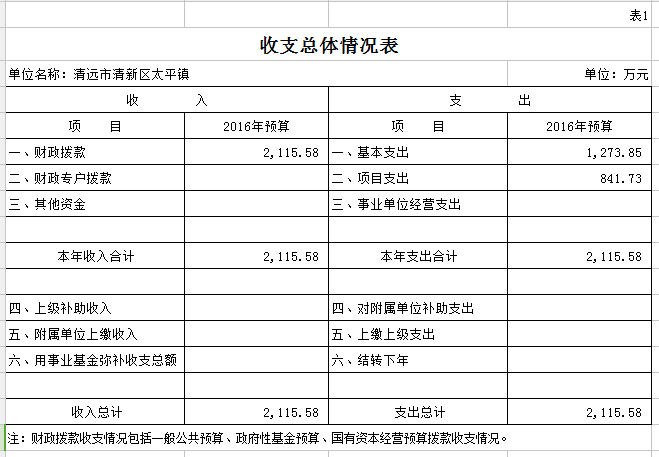 表1
收支总体情况表
单位名称：清远市清新区太平镇 单位：万元
收 入 支 出
项 目 2016年预算 项 目 2016年预算
一、财政拨款 2,115.58 一、基本支出 1,273.85
二、财政专户拨款 二、项目支出 841.73
三、其他资金 三、事业单位经营支出
本年收入合计 2,115.58 本年支出合计 2,115.58
四、上级补助收入 四、对附属单位补助支出
五、附属单位上缴收入 五、上缴上级支出
六、用事业基金弥补收支总额 六、结转下年
收入总计 2,115.58 支出总计 2,115.58
注：财政拨款收支情况包括一般公共预算、政府性基金预算、国有资本经营预算拨款收支情况。